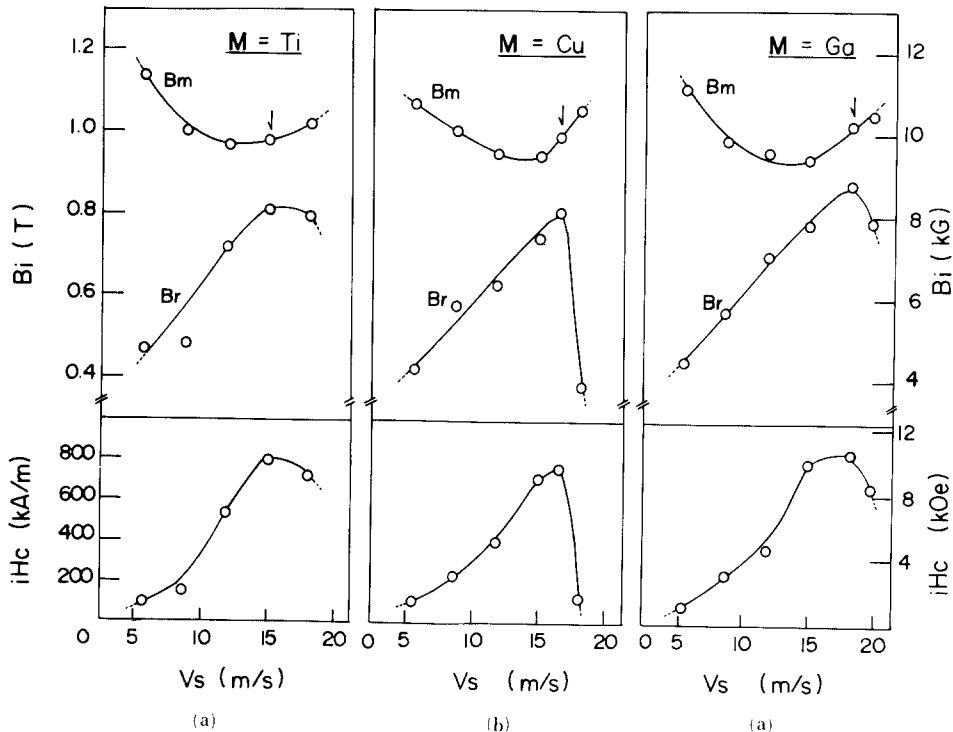 M = Ti
M = Cu
M = Ga
1.2
1.0
0.8
0.6
0.4
Bi (T)
Bm
Br
Bm
Br
Bm
Br
12
10
8
6
4
Bi (kG)
800
600
400
200
iHc (kA/m)
12
8
4
iHc (kOe)
0 5 10 15 20
0 5 10 15 20
0 5 10 15 20
Vs (m/s)
Vs (m/s)
Vs (m/s)
(a)
(b)
(a)